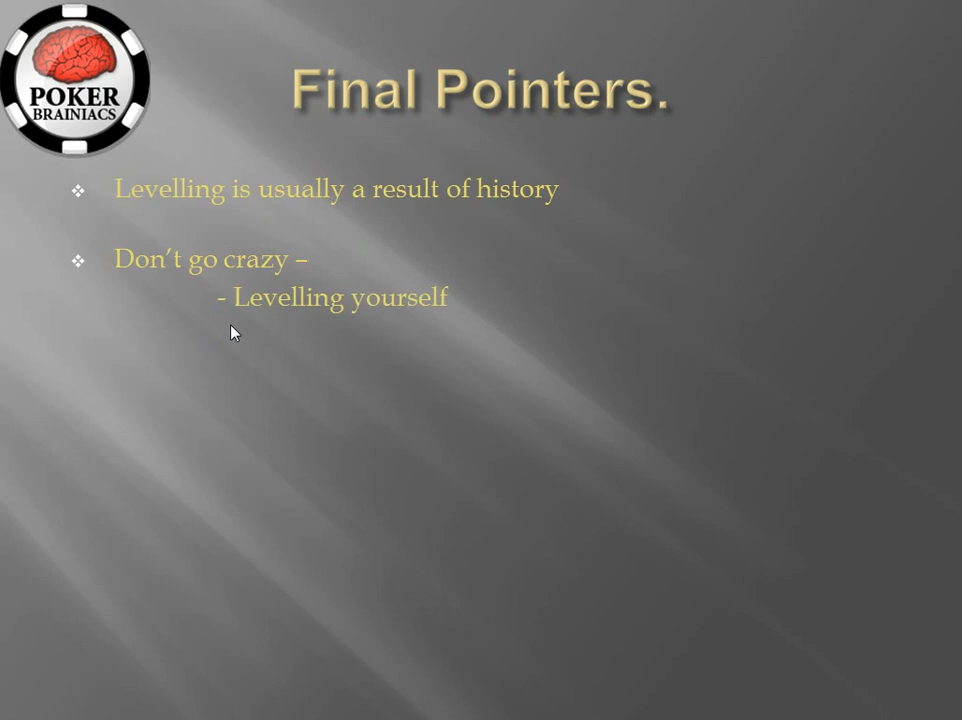 POKER
BRAINIACS
Final Pointers.
Levelling is usually a result of history
Don’t go crazy –
- Levelling yourself